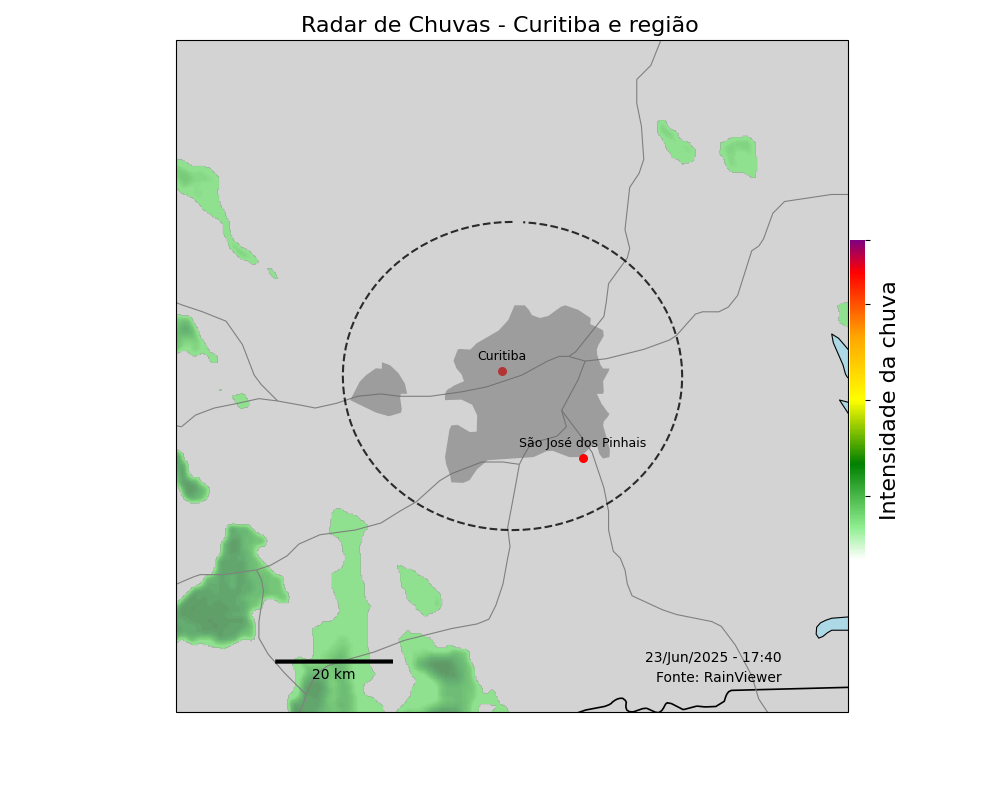 Radar de Chuvas - Curitiba e região
Curitiba
São José dos Pinhais
Intensidade da chuva
23/Jun/2025 - 17:40
Fonte: RainViewer
20 km